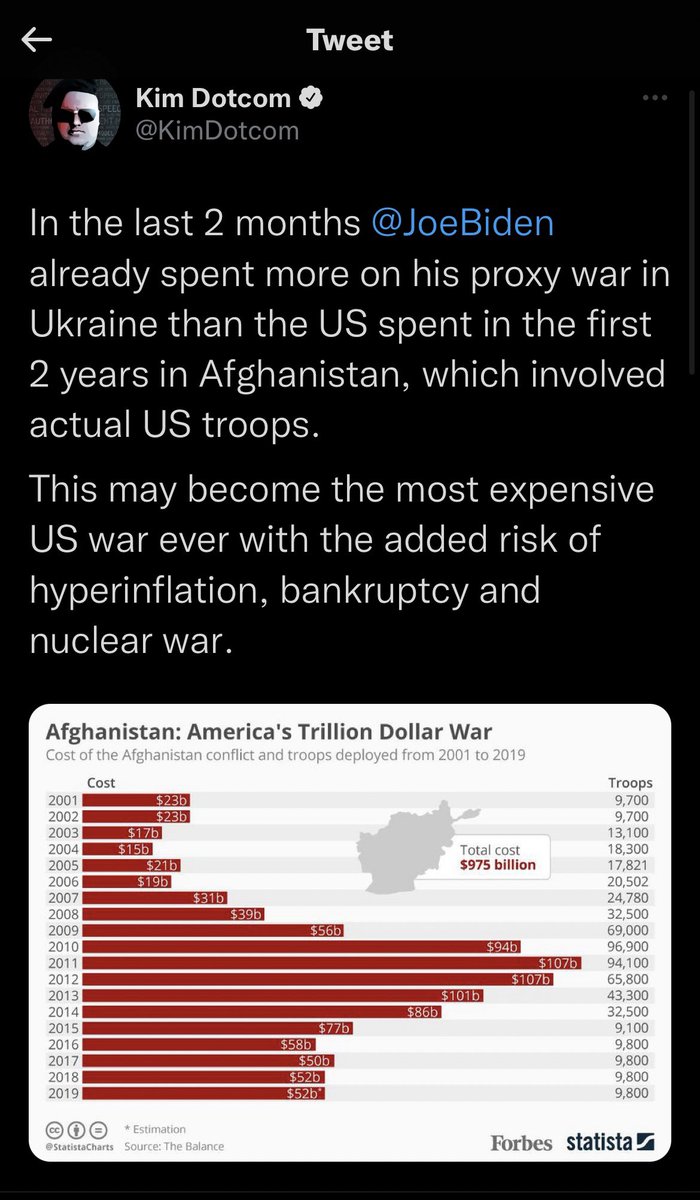 Tweet
Kim Dotcom
@KimDotcom
In the last 2 months @JoeBiden
already spent more on his proxy war in
Ukraine than the US spent in the first
2 years in Afghanistan, which involved
actual US troops.
This may become the most expensive
US war ever with the added risk of
hyperinflation, bankruptcy and
nuclear war.
Afghanistan: America's Trillion Dollar War
Cost of the Afghanistan conflict and troops deployed from 2001 to 2019
Cost Troops
2001 $23b 9,700
2002 $23b 9,700
2003 $17b 13,100
2004 $15b 18,300
2005 $21b 17,821
2006 $19b 20,502
2007 $31b 24,780
2008 $39b 32,500
2009 $56b 69,000
2010 $94b 96,900
2011 $107b 94,100
2012 $107b 65,800
2013 $101b 43,300
2014 $86b 32,500
2015 $77b 9,100
2016 $58b 9,800
2017 $50b 9,800
2018 $52b 9,800
2019 $52b* 9,800
Total cost
$975 billion
* Estimation
@StatistaCharts Source: The Balance
Forbes statista